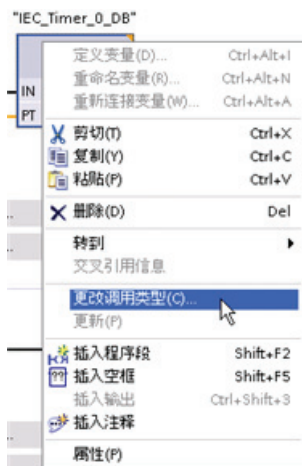 "IEC_Timer_0_DB"
定义变量(D)... Ctrl+Alt+I
重命名变量(R)... Ctrl+Alt+N
重新连接变量(W)... Ctrl+Alt+A
IN
PT
剪切(T) Ctrl+X
复制(Y) Ctrl+C
粘贴(P) Ctrl+V
删除(D) Del
转到
交叉引用信息
更改调用类型(C)...
更新(P)
插入程序段 Shift+F2
插入空框 Shift+F5
插入输出 Ctrl+Shift+3
插入注释
属性(P)